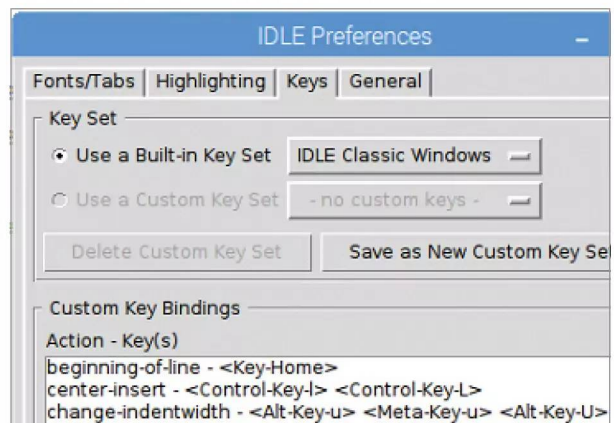 IDLE Preferences
Fonts/Tabs Highlighting Keys General
Key Set
Use a Built-in Key Set IDLE Classic Windows
Use a Custom Key Set - no custom keys -
Delete Custom Key Set Save as New Custom Key Set
Custom Key Bindings
Action - Key(s)
beginning-of-line - <Key-Home>
center-insert - <Control-Key-l> <Control-Key-L>
change-indentwidth - <Alt-Key-u> <Meta-Key-u> <Alt-Key-U>